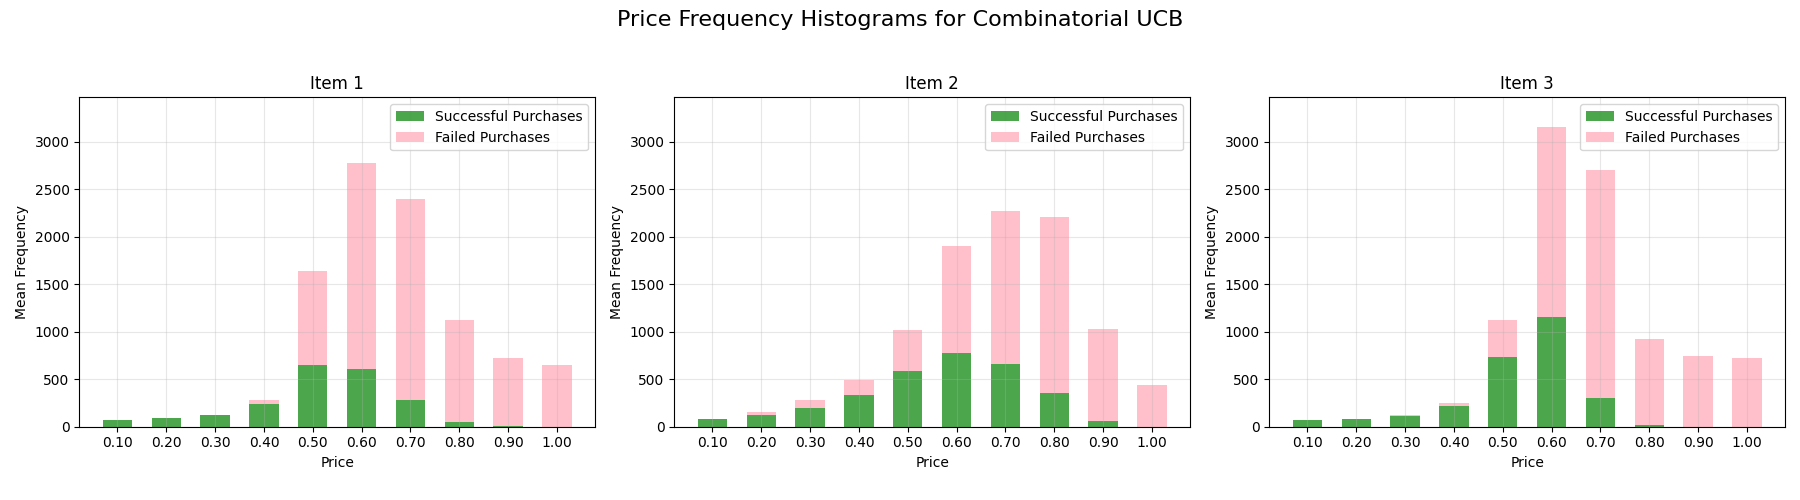 Price Frequency Histograms for Combinatorial UCB
Item 1
Successful Purchases
Failed Purchases
Mean Frequency
3000
2500
2000
1500
1000
500
0
0.10 0.20 0.30 0.40 0.50 0.60 0.70 0.80 0.90 1.00
Price
Item 2
Successful Purchases
Failed Purchases
Mean Frequency
3000
2500
2000
1500
1000
500
0
0.10 0.20 0.30 0.40 0.50 0.60 0.70 0.80 0.90 1.00
Price
Item 3
Successful Purchases
Failed Purchases
Mean Frequency
3000
2500
2000
1500
1000
500
0
0.10 0.20 0.30 0.40 0.50 0.60 0.70 0.80 0.90 1.00
Price